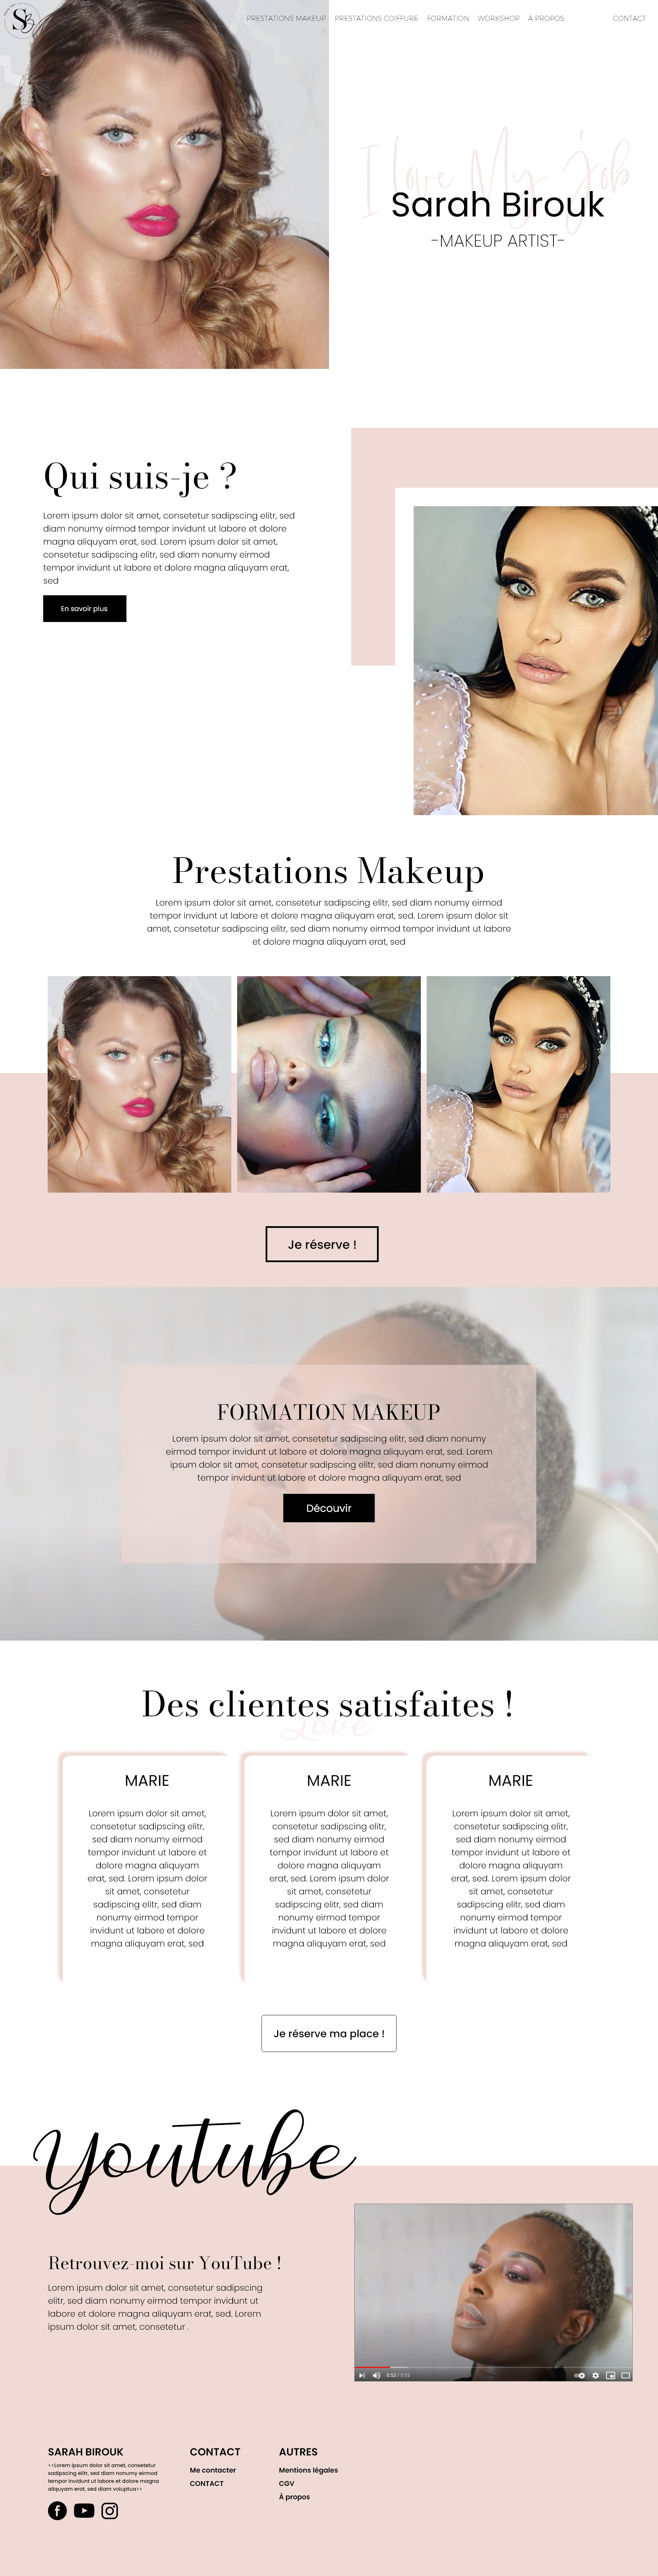 SB
PRESTATIONS MAKEUP PRESTATIONS COIFFURE FORMATION WORKSHOP À PROPOS CONTACT
I love My Job
Sarah Birouk
-MAKEUP ARTIST-
Qui suis-je ?
Lorem ipsum dolor sit amet, consetetur sadipscing elitr, sed
diam nonumy eirmod tempor invidunt ut labore et dolore
magna aliquyam erat, sed. Lorem ipsum dolor sit amet,
consetetur sadipscing elitr, sed diam nonumy eirmod
tempor invidunt ut labore et dolore magna aliquyam erat,
sed
En savoir plus
Prestations Makeup
Lorem ipsum dolor sit amet, consetetur sadipscing elitr, sed diam nonumy eirmod
tempor invidunt ut labore et dolore magna aliquyam erat, sed. Lorem ipsum dolor sit
amet, consetetur sadipscing elitr, sed diam nonumy eirmod tempor invidunt ut labore
et dolore magna aliquyam erat, sed
Je réserve !
FORMATION MAKEUP
Lorem ipsum dolor sit amet, consetetur sadipscing elitr, sed diam nonumy
eirmod tempor invidunt ut labore et dolore magna aliquyam erat, sed. Lorem
ipsum dolor sit amet, consetetur sadipscing elitr, sed diam nonumy eirmod
tempor invidunt ut labore et dolore magna aliquyam erat, sed
Découvir
Des clientes satisfaites !
Love
MARIE
Lorem ipsum dolor sit amet,
consetetur sadipscing elitr,
sed diam nonumy eirmod
tempor invidunt ut labore et
dolore magna aliquyam
erat, sed. Lorem ipsum dolor
sit amet, consetetur
sadipscing elitr, sed diam
nonumy eirmod tempor
invidunt ut labore et dolore
magna aliquyam erat, sed
MARIE
Lorem ipsum dolor sit amet,
consetetur sadipscing elitr,
sed diam nonumy eirmod
tempor invidunt ut labore et
dolore magna aliquyam
erat, sed. Lorem ipsum dolor
sit amet, consetetur
sadipscing elitr, sed diam
nonumy eirmod tempor
invidunt ut labore et dolore
magna aliquyam erat, sed
MARIE
Lorem ipsum dolor sit amet,
consetetur sadipscing elitr,
sed diam nonumy eirmod
tempor invidunt ut labore et
dolore magna aliquyam
erat, sed. Lorem ipsum dolor
sit amet, consetetur
sadipscing elitr, sed diam
nonumy eirmod tempor
invidunt ut labore et dolore
magna aliquyam erat, sed
Je réserve ma place !
Youtube
Retrouvez-moi sur YouTube !
Lorem ipsum dolor sit amet, consetetur sadipscing
elitr, sed diam nonumy eirmod tempor invidunt ut
labore et dolore magna aliquyam erat, sed. Lorem
ipsum dolor sit amet, consetetur .
0:53 / 5:15
SARAH BIROUK
<<Lorem ipsum dolor sit amet, consetetur
sadipscing elitr, sed diam nonumy eirmod
tempor invidunt ut labore et dolore magna
aliquyam erat, sed diam voluptua>>
CONTACT
Me contacter
CONTACT
AUTRES
Mentions légales
CGV
À propos